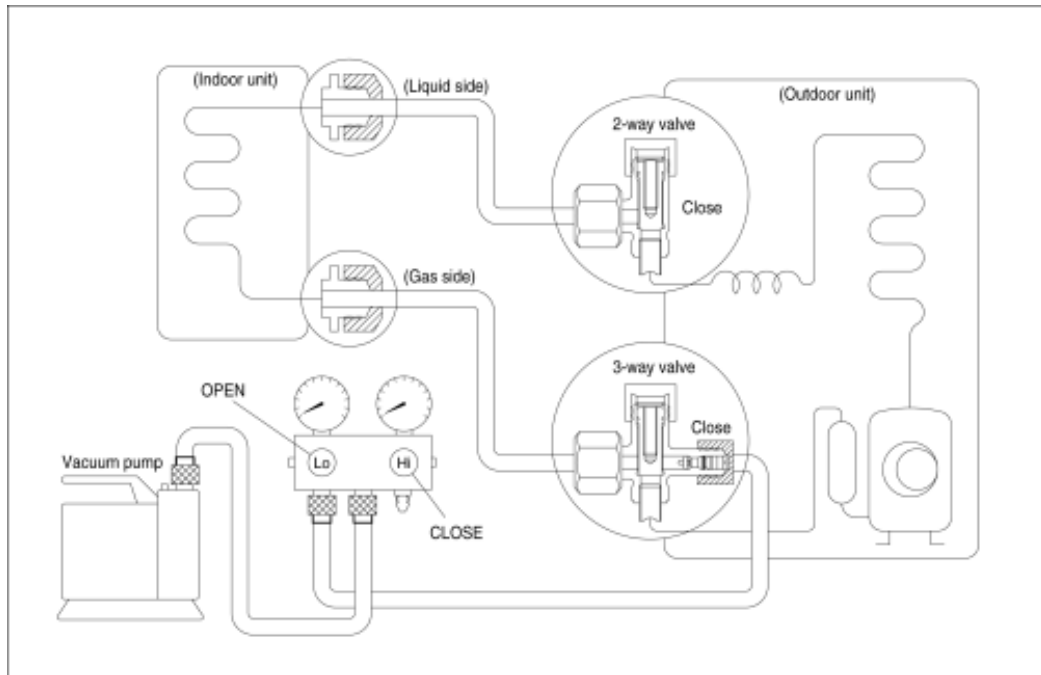 (Indoor unit)
(Liquid side)
(Outdoor unit)
2-way valve
Close
(Gas side)
3-way valve
OPEN
Close
Vacuum pump
Lo
Hi
CLOSE